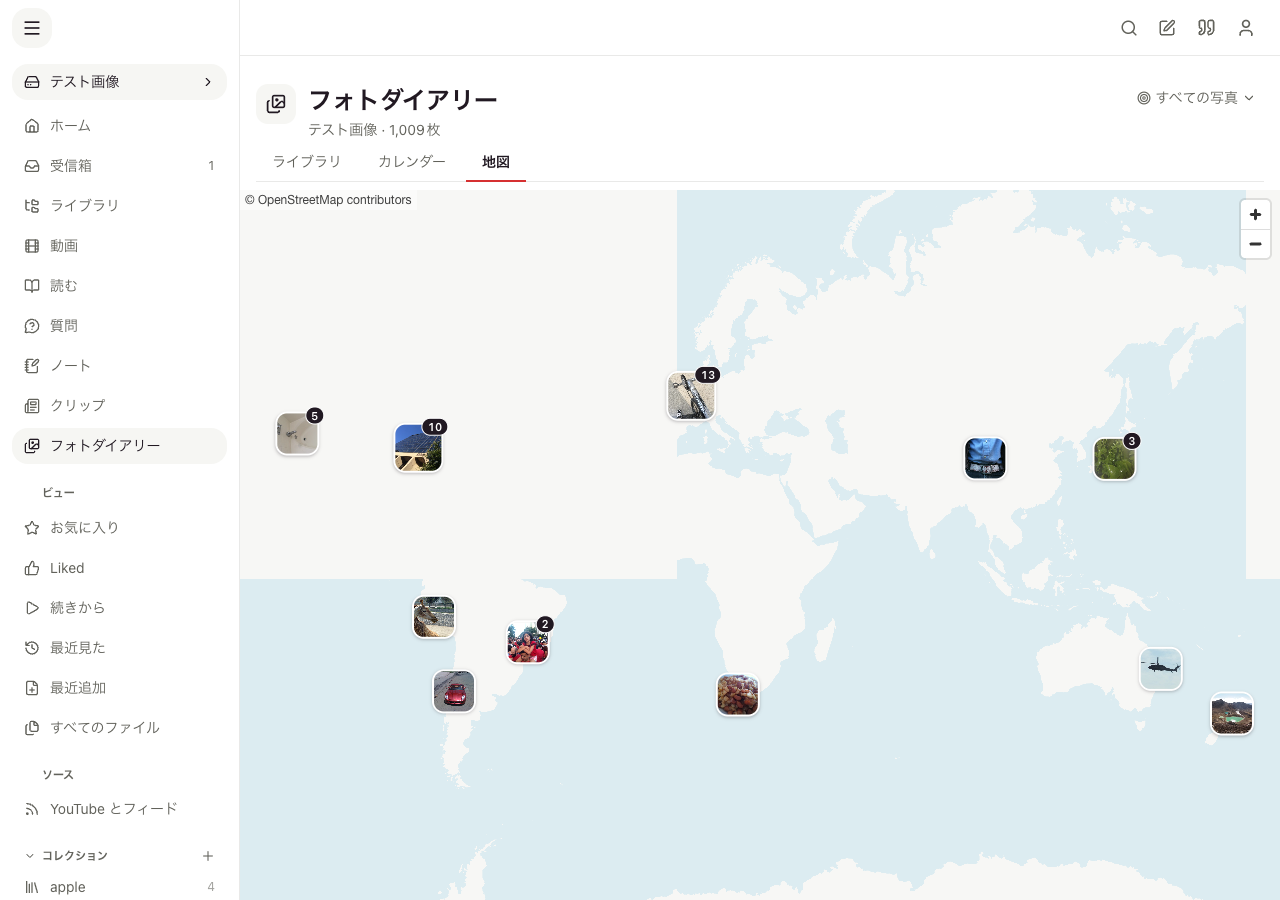 テスト画像
ホーム
受信箱 1
ライブラリ
動画
読む
質問
ノート
クリップ
フォトダイアリー
ビュー
お気に入り
Liked
続きから
最近見た
最近追加
すべてのファイル
ソース
YouTube とフィード
コレクション
apple 4
フォトダイアリー
テスト画像 · 1,009枚
すべての写真
ライブラリ カレンダー 地図
© OpenStreetMap contributors
13
5
10
3
2